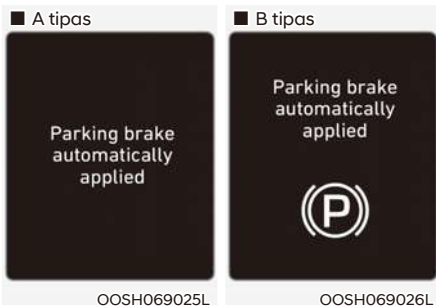 ■ A tipas
Parking brake
automatically
applied
OOSH069025L
■ B tipas
Parking brake
automatically
applied
(P)
OOSH069026L